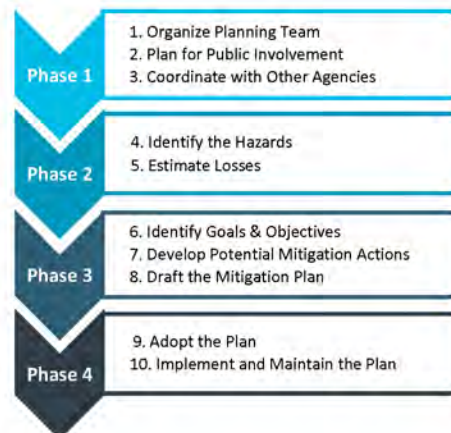 Phase 1
1. Organize Planning Team
2. Plan for Public Involvement
3. Coordinate with Other Agencies
Phase 2
4. Identify the Hazards
5. Estimate Losses
Phase 3
6. Identify Goals & Objectives
7. Develop Potential Mitigation Actions
8. Draft the Mitigation Plan
Phase 4
9. Adopt the Plan
10. Implement and Maintain the Plan